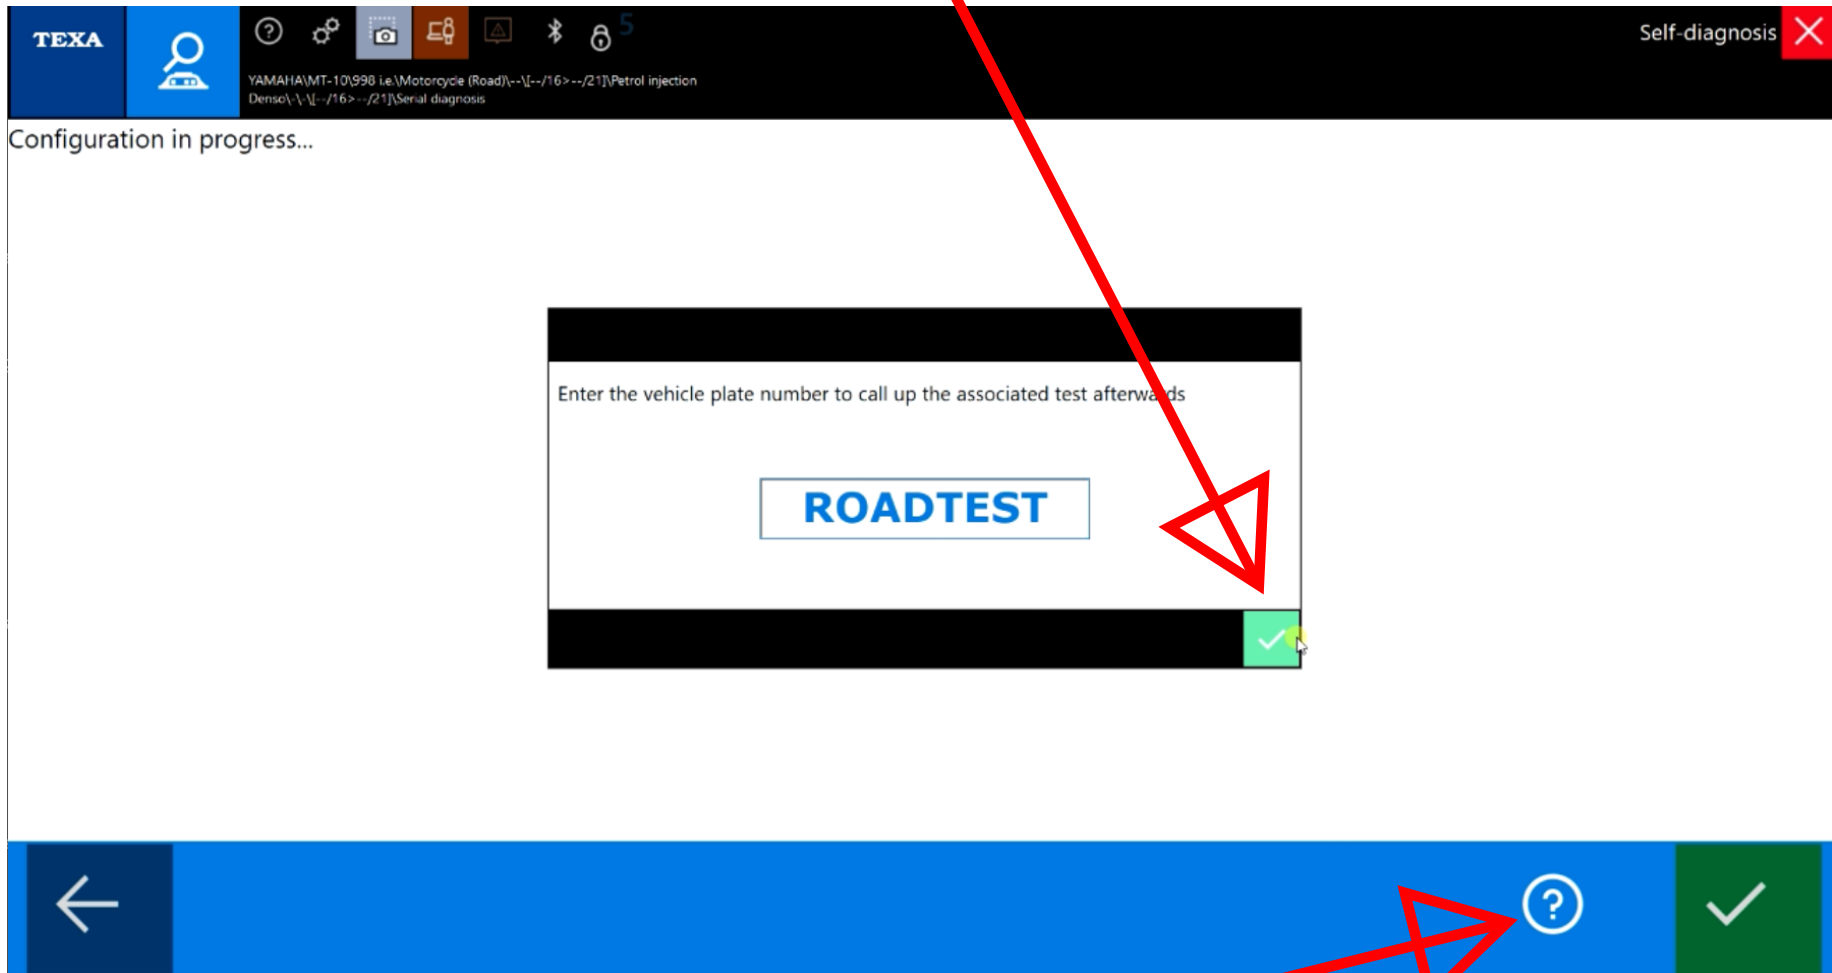 TEXA
5
Self-diagnosis
YAMAHA\MT-10\998 i.e.\Motorcycle (Road)\--\[--/16>--/21]\Petrol injection
Denso\-\-\[--/16>--/21]\Serial diagnosis
Configuration in progress...
Enter the vehicle plate number to call up the associated test afterwards
ROADTEST